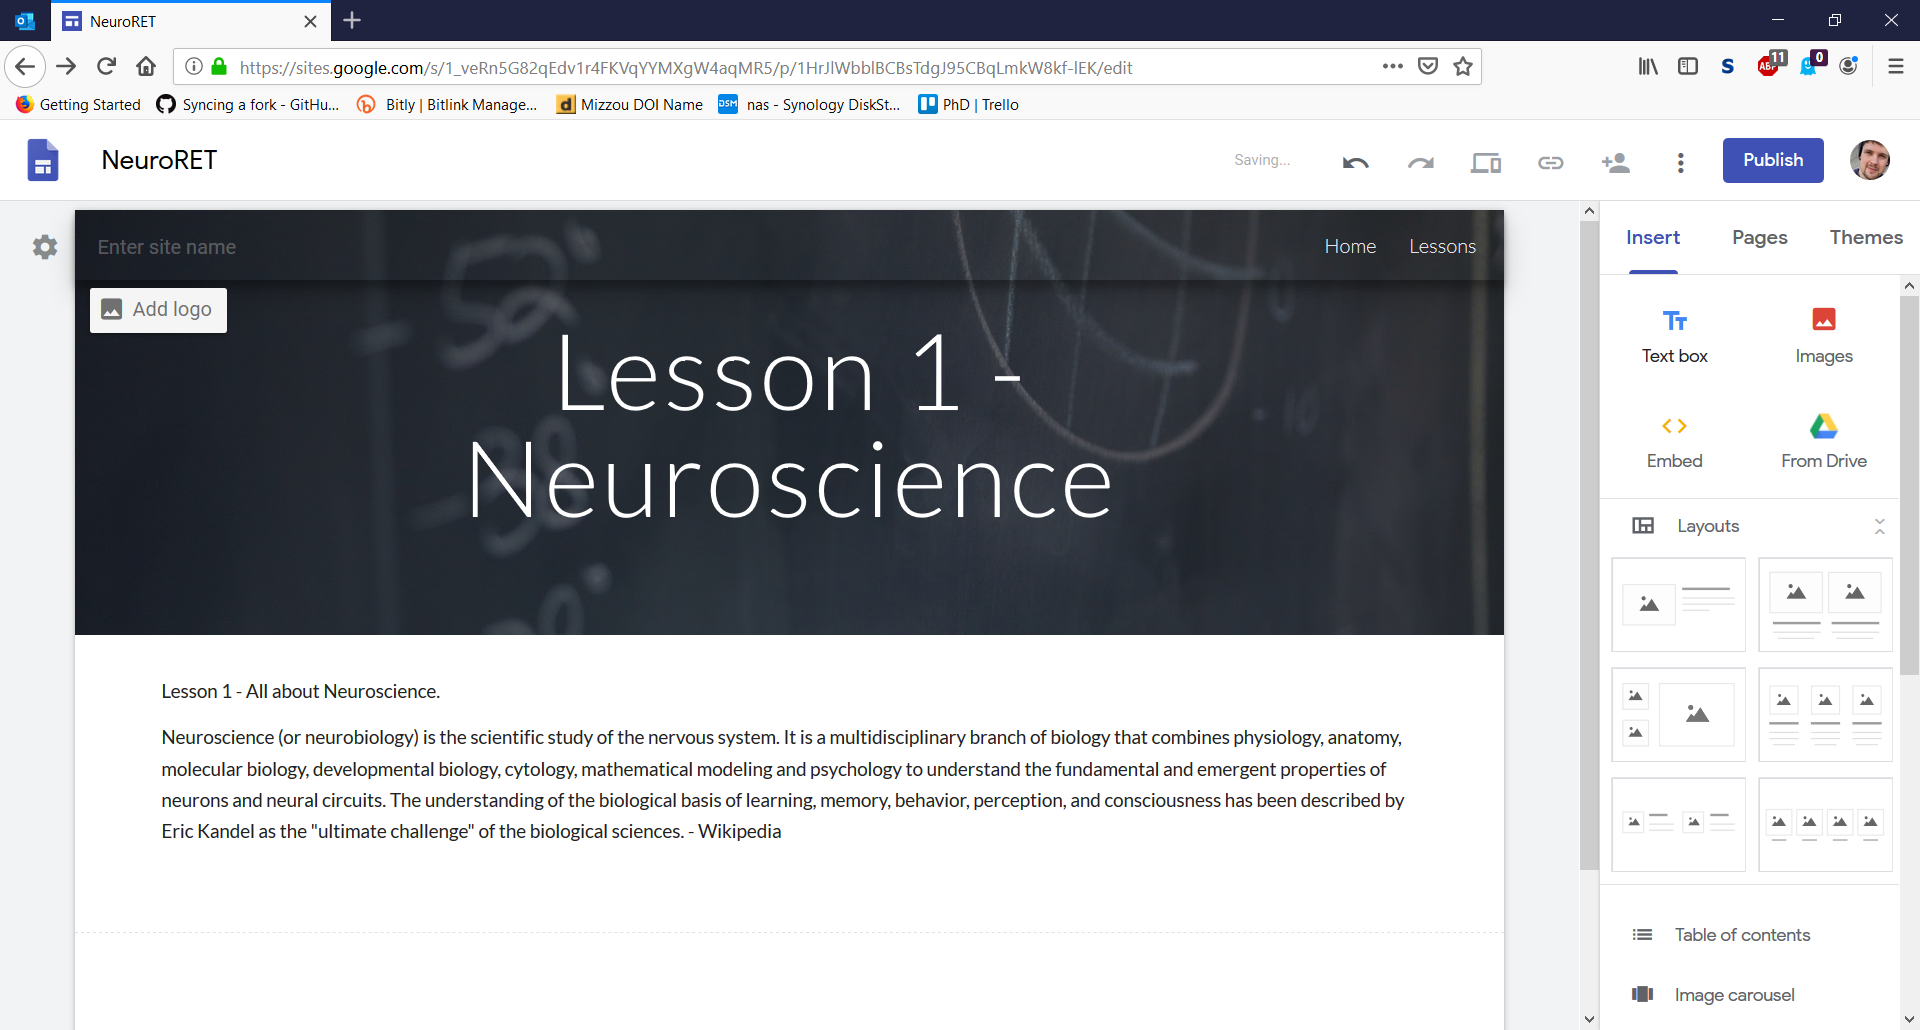 NeuroRET
https://sites.google.com/s/1_veRn5G82qEdv1r4FKVqYYMXgW4aqMR5/p/1HrJlWbblBCBsTdgJ95CBqLmkW8kf-lEK/edit
S
ABP
11
0
Getting Started
Syncing a fork - GitHu...
Bitly | Bitlink Manage...
d
Mizzou DOI Name
DSM
nas - Synology DiskSt...
PhD | Trello
NeuroRET
Saving...
Publish
Enter site name
Home
Lessons
Add logo
Lesson 1 -
Neuroscience
Lesson 1 - All about Neuroscience.
Neuroscience (or neurobiology) is the scientific study of the nervous system. It is a multidisciplinary branch of biology that combines physiology, anatomy,
molecular biology, developmental biology, cytology, mathematical modeling and psychology to understand the fundamental and emergent properties of
neurons and neural circuits. The understanding of the biological basis of learning, memory, behavior, perception, and consciousness has been described by
Eric Kandel as the "ultimate challenge" of the biological sciences. - Wikipedia
Insert
Pages
Themes
Text box
Images
Embed
From Drive
Layouts
Table of contents
Image carousel